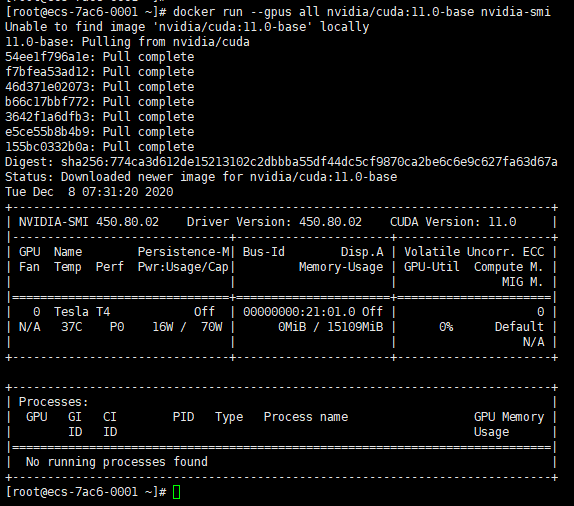 [root@ecs-7ac6-0001 ~]# docker run --gpus all nvidia/cuda:11.0-base nvidia-smi
Unable to find image 'nvidia/cuda:11.0-base' locally
11.0-base: Pulling from nvidia/cuda
54ee1f796a1e: Pull complete
f7bfea53ad12: Pull complete
46d371e02073: Pull complete
b66c17bbf772: Pull complete
3642f1a6dfb3: Pull complete
e5ce55b8b4b9: Pull complete
155bc0332b0a: Pull complete
Digest: sha256:774ca3d612de15213102c2dbbba55df44dc5cf9870ca2be6c6e9c627fa63d67a
Status: Downloaded newer image for nvidia/cuda:11.0-base
Tue Dec  8 07:31:20 2020
+-----------------------------------------------------------------------------+
| NVIDIA-SMI 450.80.02    Driver Version: 450.80.02    CUDA Version: 11.0     |
|-------------------------------+----------------------+----------------------+
| GPU  Name        Persistence-M| Bus-Id        Disp.A | Volatile Uncorr. ECC |
| Fan  Temp  Perf  Pwr:Usage/Cap|         Memory-Usage | GPU-Util  Compute M. |
|                               |                      |               MIG M. |
|===============================+======================+======================|
|   0  Tesla T4            Off  | 00000000:21:01.0 Off |                    0 |
| N/A   37C    P0    16W /  70W |      0MiB / 15109MiB |      0%      Default |
|                               |                      |                  N/A |
+-------------------------------+----------------------+----------------------+

+-----------------------------------------------------------------------------+
| Processes:                                                                  |
|  GPU   GI   CI        PID   Type   Process name                  GPU Memory |
|        ID   ID                                                   Usage      |
|=============================================================================|
|  No running processes found                                                 |
+-----------------------------------------------------------------------------+
[root@ecs-7ac6-0001 ~]#